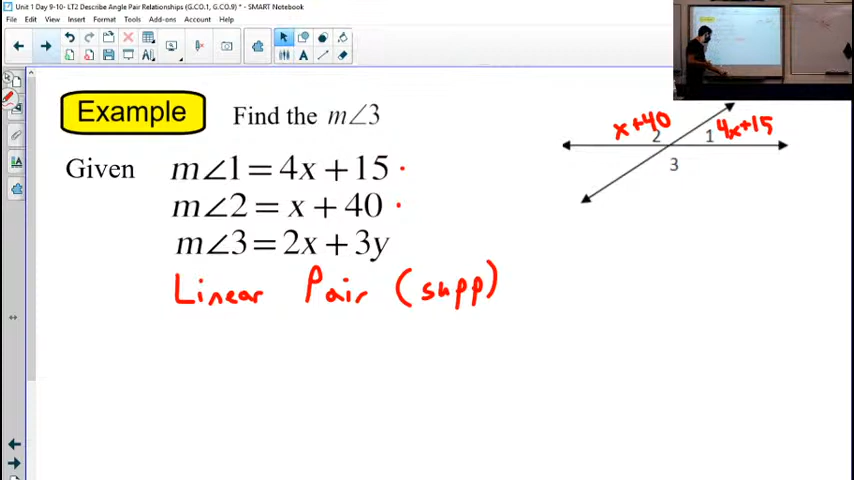 Unit 1 Day 9-10- LT2 Describe Angle Pair Relationships (G.CO.1, G.CO.9) * - SMART Notebook
File Edit View Insert Format Tools Add-ons Account Help
Example Find the m∠3
x+40 2 1 4x+15
3
Given m∠1 = 4x + 15
m∠2 = x + 40
m∠3 = 2x + 3y
Linear Pair (supp)